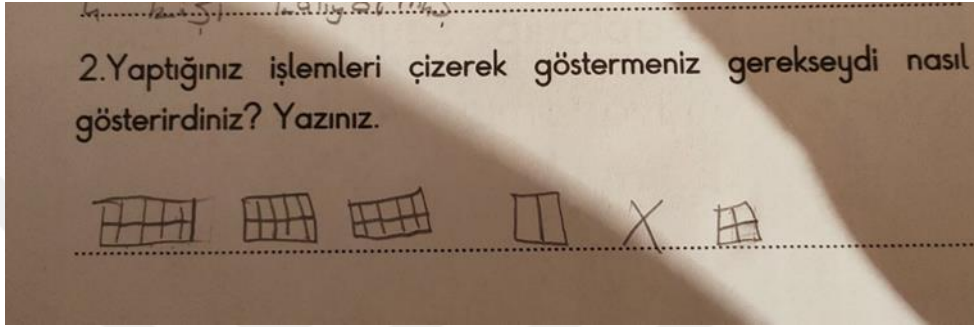 2.Yaptığınız işlemleri çizerek göstermeniz gerekseydi nasıl
gösterirdiniz? Yazınız.
X